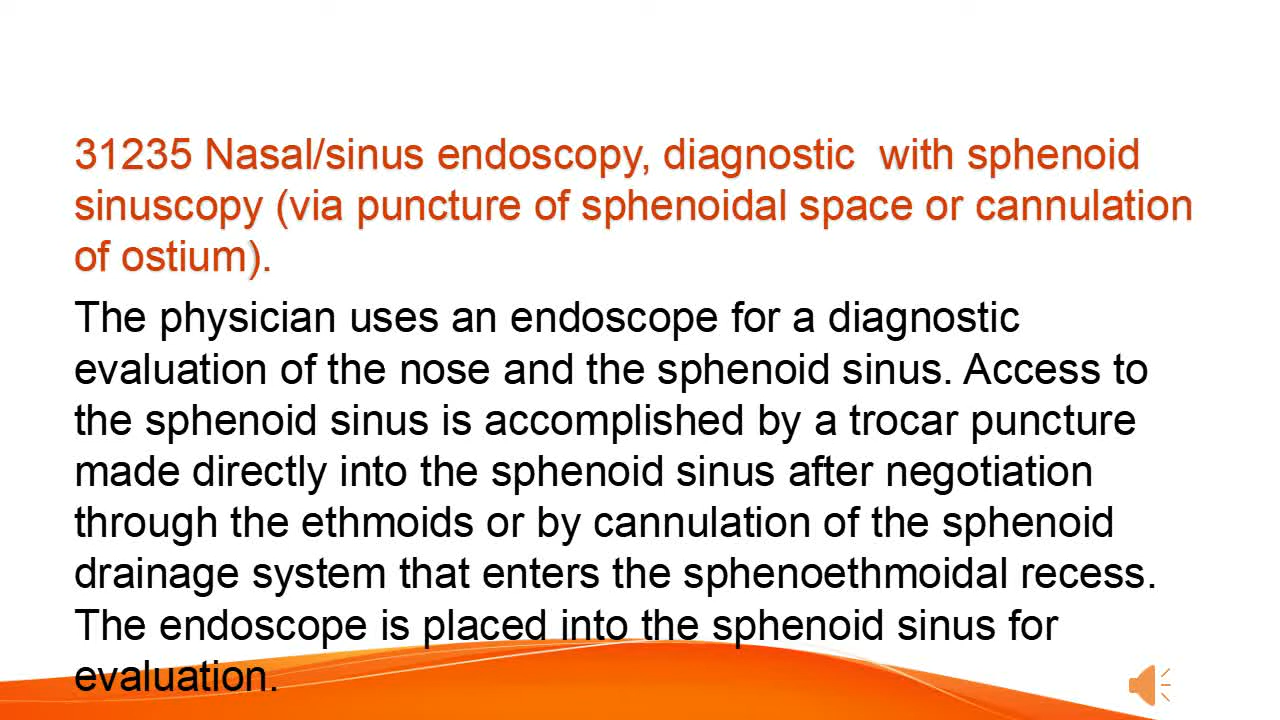 31235 Nasal/sinus endoscopy, diagnostic  with sphenoid
sinuscopy (via puncture of sphenoidal space or cannulation
of ostium).
The physician uses an endoscope for a diagnostic
evaluation of the nose and the sphenoid sinus. Access to
the sphenoid sinus is accomplished by a trocar puncture
made directly into the sphenoid sinus after negotiation
through the ethmoids or by cannulation of the sphenoid
drainage system that enters the sphenoethmoidal recess.
The endoscope is placed into the sphenoid sinus for
evaluation.